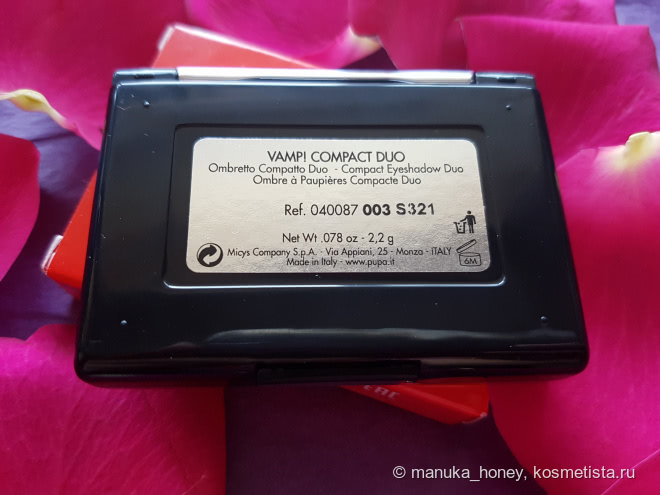 VAMP! COMPACT DUO
Ombretto Compatto Duo - Compact Eyeshadow Duo
Ombre à Paupières Compacte Duo
Ref. 040087 003 S321
Net Wt .078 oz - 2,2 g
Micys Company S.p.A. - Via Appiani, 25 - Monza - ITALY
Made in Italy - www.pupa.it
6M
© manuka_honey, kosmetista.ru